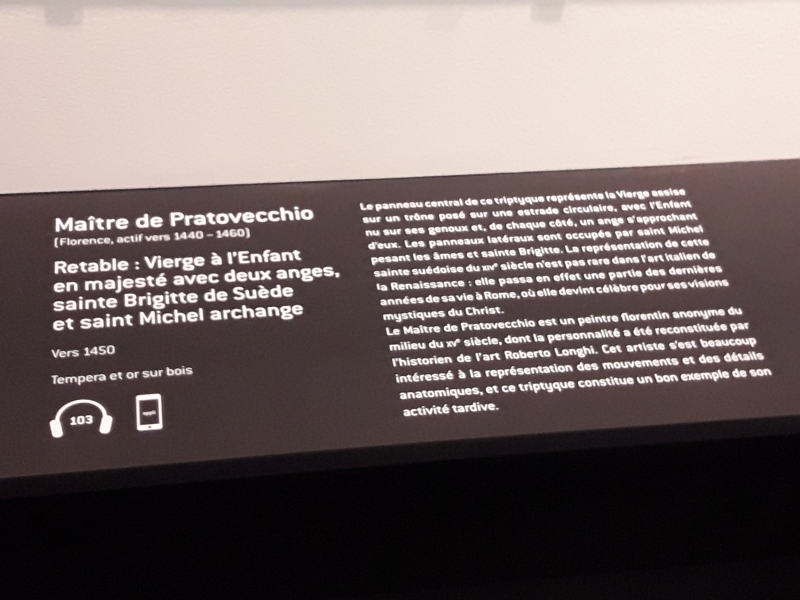 Maître de Pratovecchio
(Florence, actif vers 1440 – 1460)
Retable : Vierge à l'Enfant
en majesté avec deux anges,
sainte Brigitte de Suède
et saint Michel archange
Vers 1450
Tempera et or sur bois
103
Le panneau central de ce triptyque représente la Vierge assise
sur un trône posé sur une estrade circulaire, avec l'Enfant
nu sur ses genoux et, de chaque côté, un ange s'approchant
d'eux. Les panneaux latéraux sont occupés par saint Michel
pesant les âmes et sainte Brigitte. La représentation de cette
sainte suédoise du XIVe siècle n'est pas rare dans l'art italien de
la Renaissance : elle passa en effet une partie des dernières
années de sa vie à Rome, où elle devint célèbre pour ses visions
mystiques du Christ.
Le Maître de Pratovecchio est un peintre florentin anonyme du
milieu du XVe siècle, dont la personnalité a été reconstituée par
l'historien de l'art Roberto Longhi. Cet artiste s'est beaucoup
intéressé à la représentation des mouvements et des détails
anatomiques, et ce triptyque constitue un bon exemple de son
activité tardive.